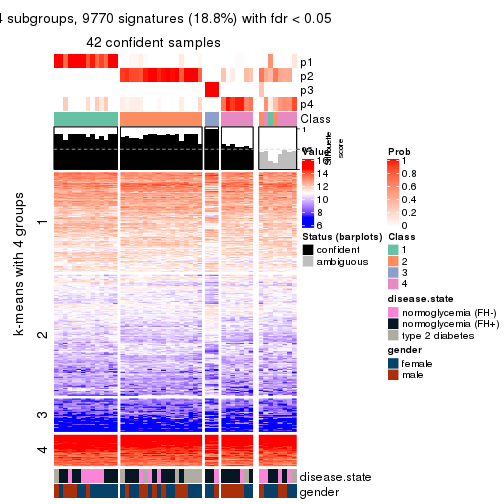 4 subgroups, 9770 signatures (18.8%) with fdr < 0.05
42 confident samples
p1
p2
p3
p4
Class
1
Silhouette
score
k-means with 4 groups
1
2
3
4
disease.state
gender
Value
14
12
10
8
6
Prob
1
0.8
0.6
0.4
0.2
0
Status (barplots)
confident
ambiguous
Class
1
2
3
4
disease.state
normoglycemia (FH-)
normoglycemia (FH+)
type 2 diabetes
gender
female
male